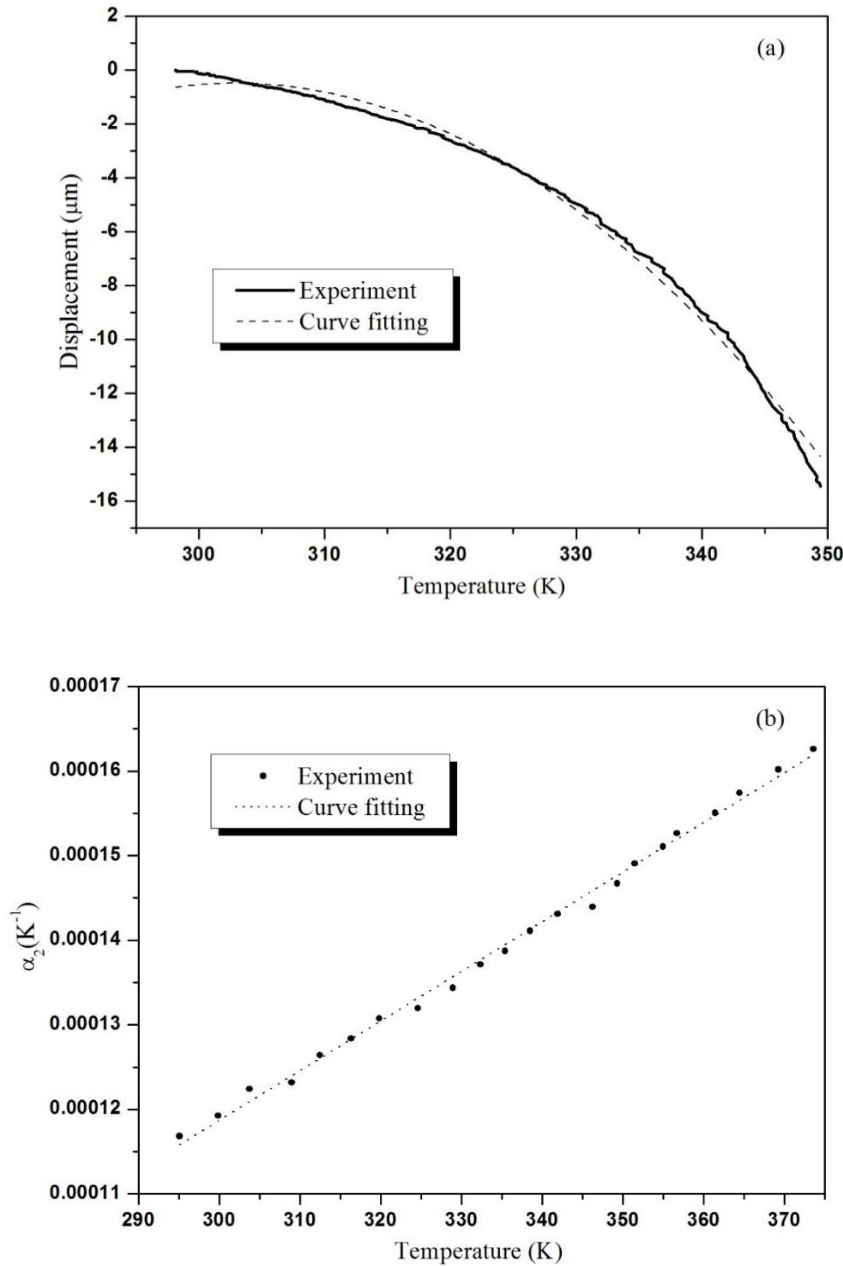 2
(a)
0
-2
-4
-6
-8
-10
-12
-14
-16
Displacement (μm)
Experiment
Curve fitting
300 310 320 330 340 350
Temperature (K)
0.00017
(b)
0.00016
0.00015
0.00014
0.00013
0.00012
0.00011
α₂(K⁻¹)
Experiment
Curve fitting
290 300 310 320 330 340 350 360 370
Temperature (K)